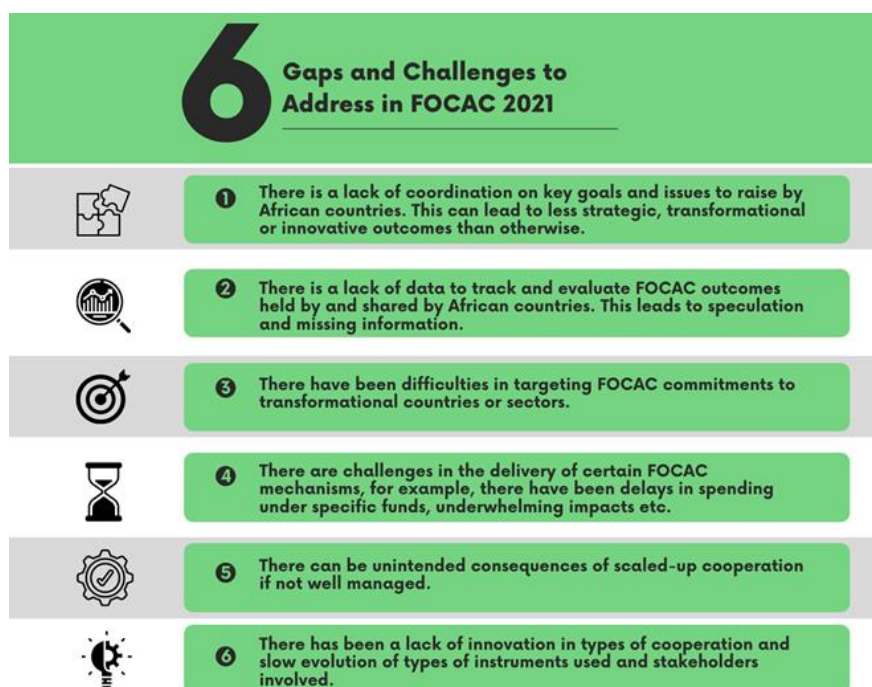 6
Gaps and Challenges to
Address in FOCAC 2021
1
There is a lack of coordination on key goals and issues to raise by
African countries. This can lead to less strategic, transformational
or innovative outcomes than otherwise.
2
There is a lack of data to track and evaluate FOCAC outcomes
held by and shared by African countries. This leads to speculation
and missing information.
3
There have been difficulties in targeting FOCAC commitments to
transformational countries or sectors.
4
There are challenges in the delivery of certain FOCAC
mechanisms, for example, there have been delays in spending
under specific funds, underwhelming impacts etc.
5
There can be unintended consequences of scaled-up cooperation
if not well managed.
6
There has been a lack of innovation in types of cooperation and
slow evolution of types of instruments used and stakeholders
involved.